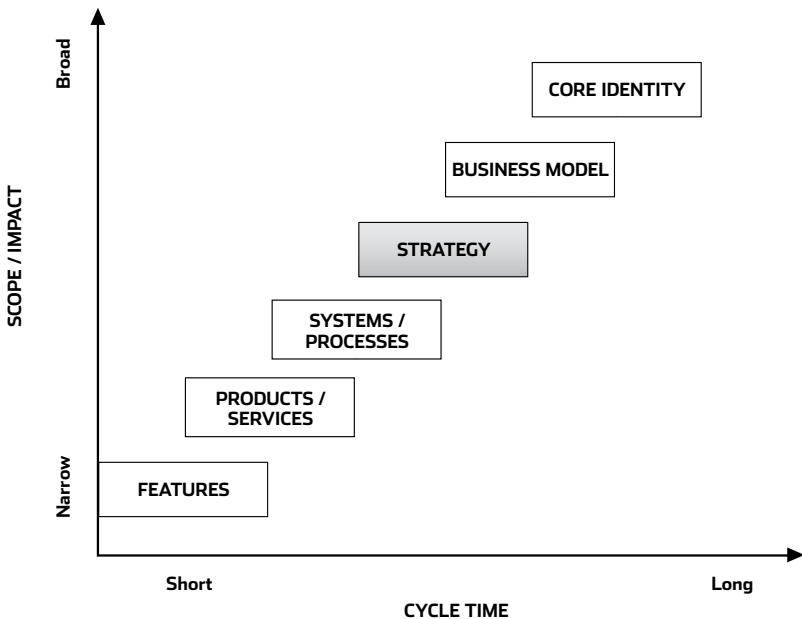 Broad
CORE IDENTITY
BUSINESS MODEL
SCOPE / IMPACT
STRATEGY
SYSTEMS /
PROCESSES
PRODUCTS /
SERVICES
Narrow
FEATURES
Short
Long
CYCLE TIME